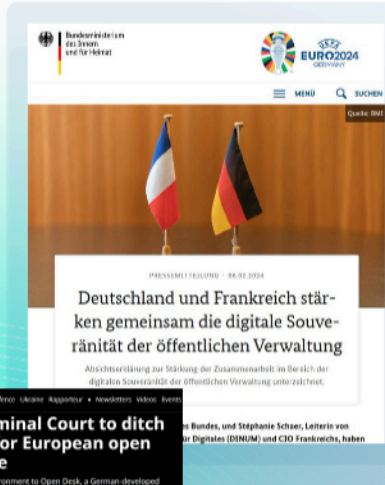 Bundesministerium
des Innern
und für Heimat
EURO2024
GERMANY
MENÜ
SUCHEN
Quelle: BMI
PRESSEMITTEILUNG · 06.02.2024
Deutschland und Frankreich stär-
ken gemeinsam die digitale Souve-
ränität der öffentlichen Verwaltung
Absichtserklärung zur Stärkung der Zusammenarbeit im Bereich der
digitalen Souveränität der öffentlichen Verwaltung unterzeichnet.
es Bundes, und Stéphanie Schaer, Leiterin von
ür Digitales (DINUM) und CIO Frankreichs, haben
fence Ukraine Rapporteur Newsletters Videos Events
minal Court to ditch
or European open
e
ronment to Open Desk, a German-developed